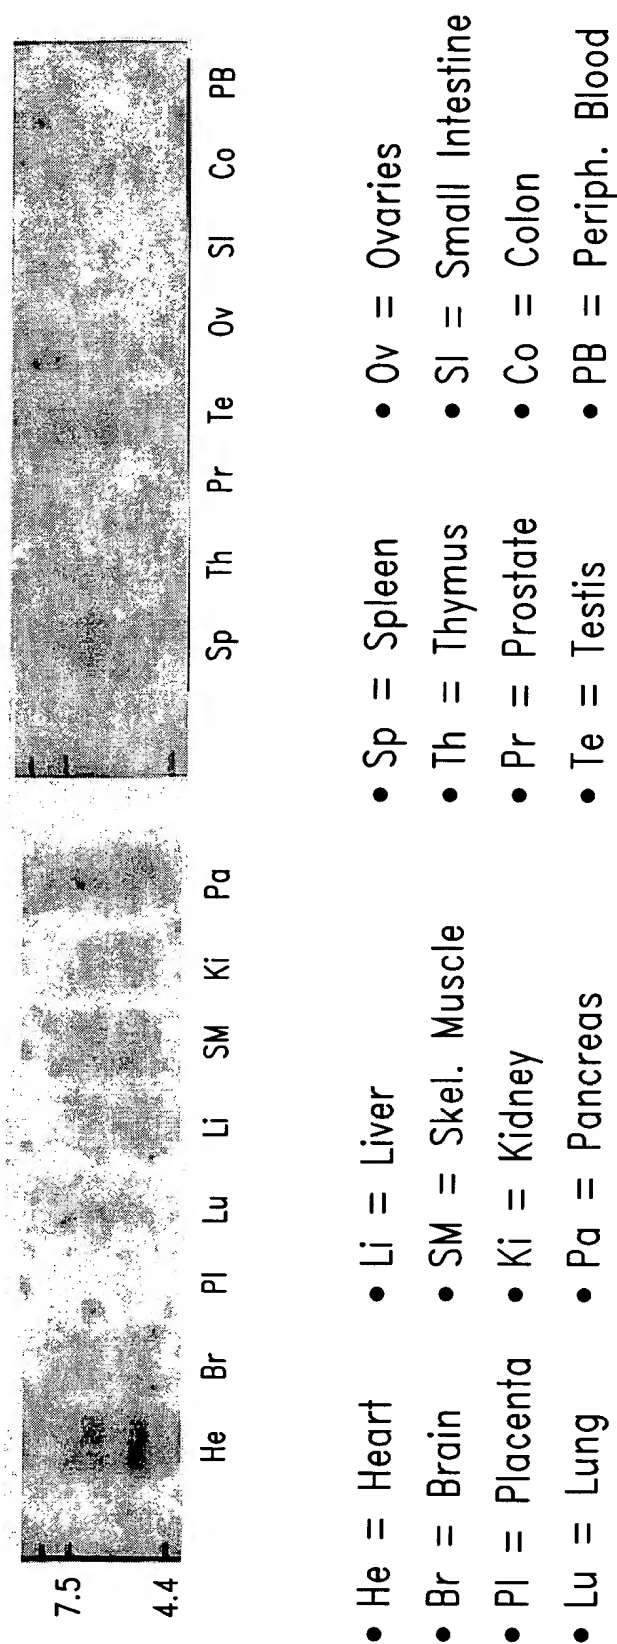 7.5
4.4
He Br Pl Lu Li SM Ki Pa Sp Th Pr Te Ov SI Co PB
• He = Heart • Li = Liver • Sp = Spleen • Ov = Ovaries
• Br = Brain • SM = Skel. Muscle • Th = Thymus • SI = Small Intestine
• Pl = Placenta • Ki = Kidney • Pr = Prostate • Co = Colon
• Lu = Lung • Pa = Pancreas • Te = Testis • PB = Periph. Blood